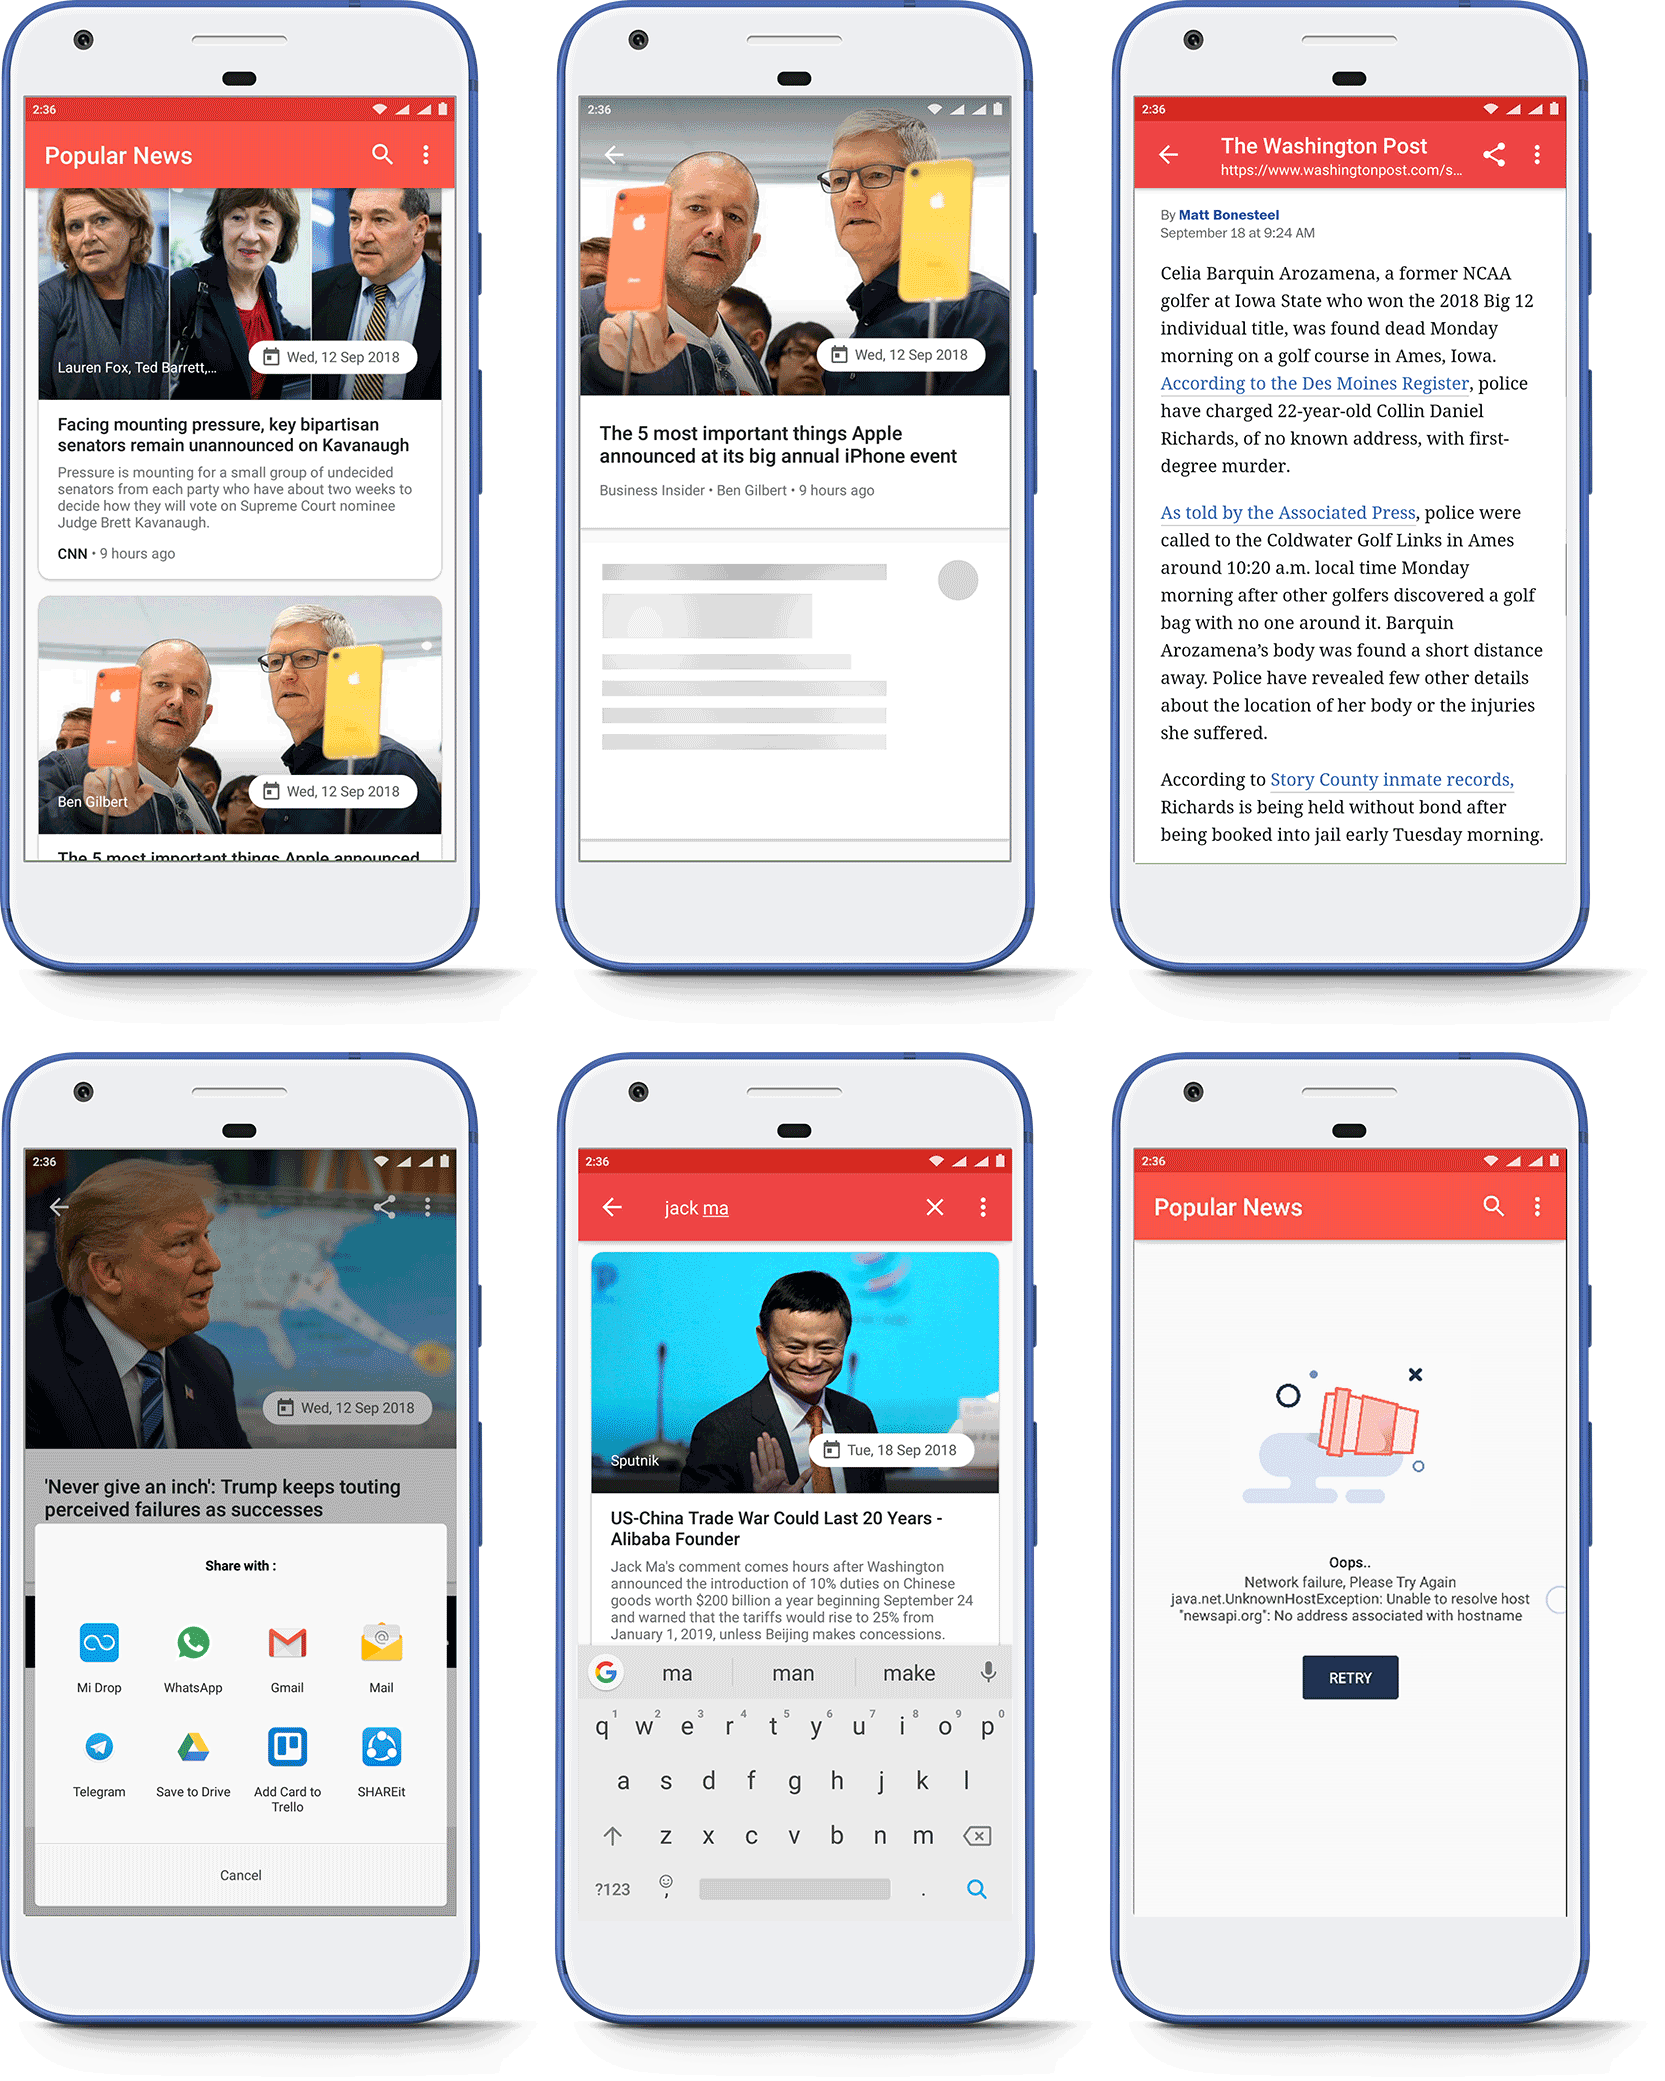 2:36
Popular News
Lauren Fox, Ted Barrett,...
Wed, 12 Sep 2018
Facing mounting pressure, key bipartisan
senators remain unannounced on Kavanaugh
Pressure is mounting for a small group of undecided
senators from each party who have about two weeks to
decide how they will vote on Supreme Court nominee
Judge Brett Kavanaugh.
CNN • 9 hours ago
Ben Gilbert
Wed, 12 Sep 2018
The 5 most important things Apple announced
2:36
Wed, 12 Sep 2018
The 5 most important things Apple
announced at its big annual iPhone event
Business Insider • Ben Gilbert • 9 hours ago
2:36
The Washington Post
https://www.washingtonpost.com/s...
By Matt Bonesteel
September 18 at 9:24 AM
Celia Barquin Arozamena, a former NCAA
golfer at Iowa State who won the 2018 Big 12
individual title, was found dead Monday
morning on a golf course in Ames, Iowa.
According to the Des Moines Register, police
have charged 22-year-old Collin Daniel
Richards, of no known address, with first-
degree murder.
As told by the Associated Press, police were
called to the Coldwater Golf Links in Ames
around 10:20 a.m. local time Monday
morning after other golfers discovered a golf
bag with no one around it. Barquin
Arozamena’s body was found a short distance
away. Police have revealed few other details
about the location of her body or the injuries
she suffered.
According to Story County inmate records,
Richards is being held without bond after
being booked into jail early Tuesday morning.
2:36
Wed, 12 Sep 2018
'Never give an inch': Trump keeps touting
perceived failures as successes
Share with :
Mi Drop
WhatsApp
Gmail
Mail
Telegram
Save to Drive
Add Card to
Trello
SHAREit
Cancel
2:36
jack ma
Sputnik
Tue, 18 Sep 2018
US-China Trade War Could Last 20 Years -
Alibaba Founder
Jack Ma's comment comes hours after Washington
announced the introduction of 10% duties on Chinese
goods worth $200 billion a year beginning September 24
and warned that the tariffs would rise to 25% from
January 1, 2019, unless Beijing makes concessions.
G ma man make
q1 w2 e3 r4 t5 y6 u7 i8 o9 p0
a s d f g h j k l
z x c v b n m
?123 , .
2:36
Popular News
Oops..
Network failure, Please Try Again
java.net.UnknownHostException: Unable to resolve host
"newsapi.org": No address associated with hostname
RETRY